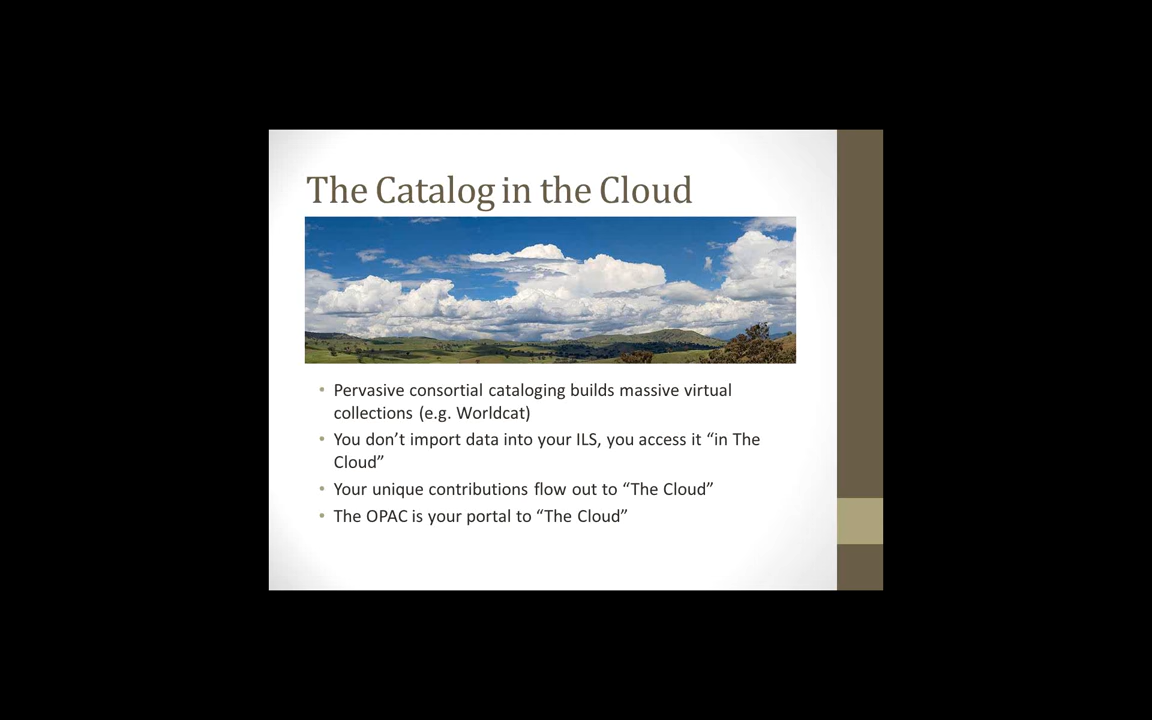 The Catalog in the Cloud
• Pervasive consortial cataloging builds massive virtual
collections (e.g. Worldcat)
• You don’t import data into your ILS, you access it “in The
Cloud”
• Your unique contributions flow out to “The Cloud”
• The OPAC is your portal to “The Cloud”